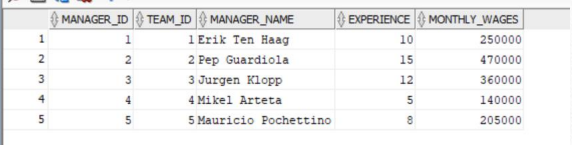 MANAGER_ID TEAM_ID MANAGER_NAME EXPERIENCE MONTHLY_WAGES
1 1 1 Erik Ten Haag 10 250000
2 2 2 Pep Guardiola 15 470000
3 3 3 Jurgen Klopp 12 360000
4 4 4 Mikel Arteta 5 140000
5 5 5 Mauricio Pochettino 8 205000